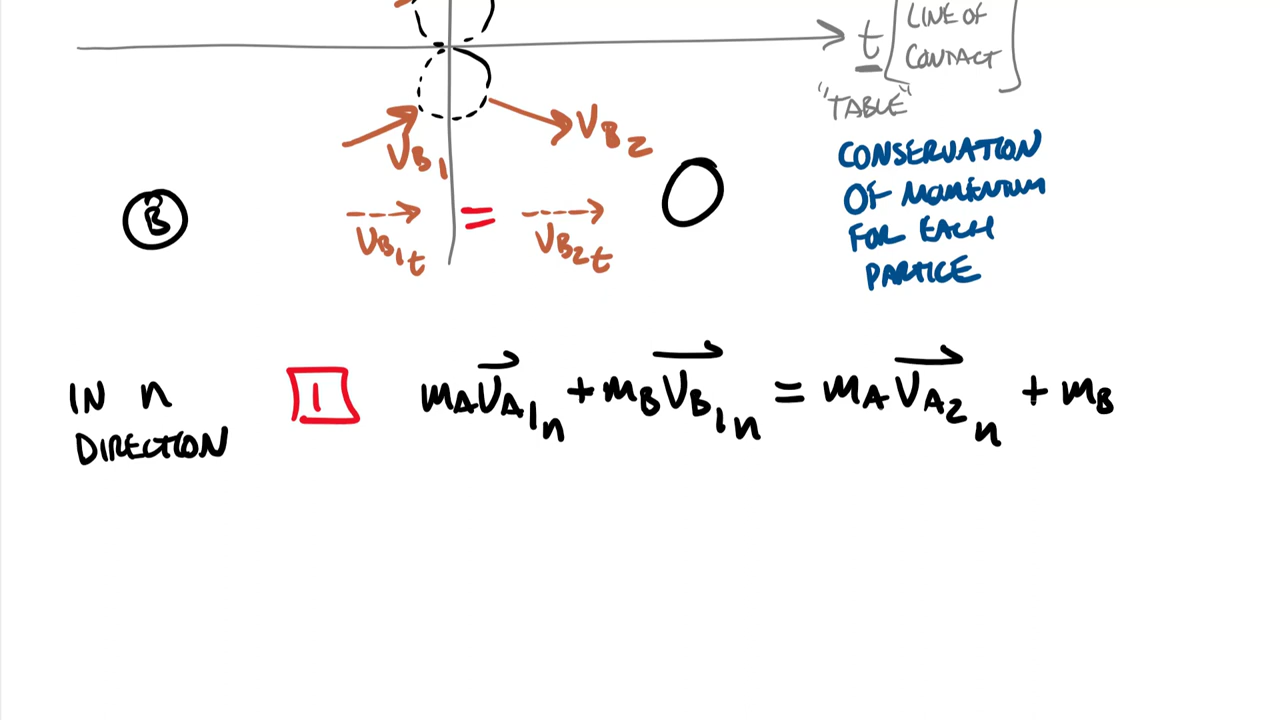 LINE OF
CONTACT
t
"TABLE"
VB2
VB1
CONSERVATION
OF MOMENTUM
FOR EACH
PARTICE
B
VB1t = VB2t
IN n
DIRECTION
1
mAVA1n + mBVB1n = mAVA2n + mB